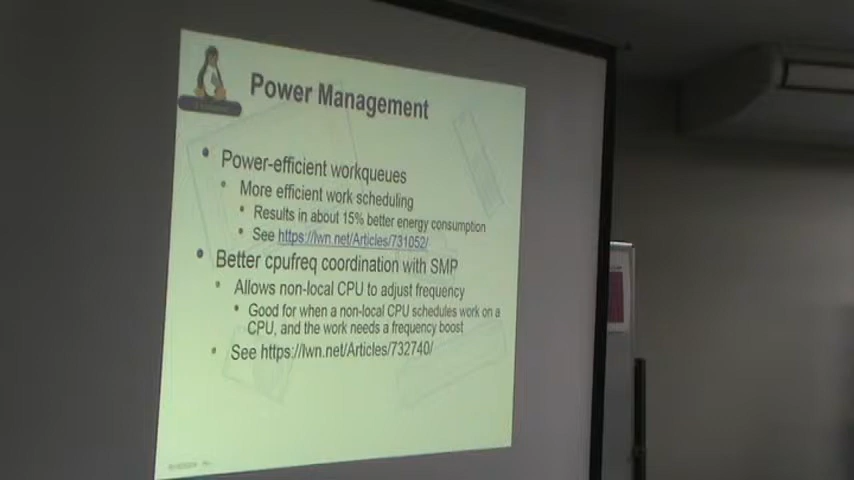 Power Management
• Power-efficient workqueues
• More efficient work scheduling
• Results in about 15% better energy consumption
• See https://lwn.net/Articles/731052/
• Better cpufreq coordination with SMP
• Allows non-local CPU to adjust frequency
• Good for when a non-local CPU schedules work on a
CPU, and the work needs a frequency boost
• See https://lwn.net/Articles/732740/